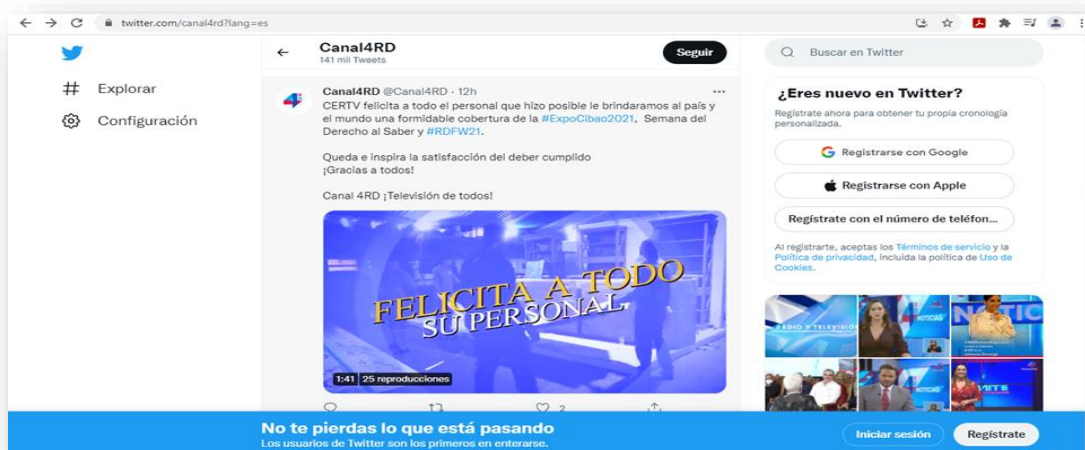 twitter.com/canal4rd?lang=es
Explorar
Configuración
Canal4RD
141 mil Tweets
Seguir
Canal4RD @Canal4RD · 12h
CERTV felicita a todo el personal que hizo posible le brindaramos al país y
el mundo una formidable cobertura de la #ExpoCibao2021, Semana del
Derecho al Saber y #RDFW21.
Queda e inspira la satisfacción del deber cumplido
¡Gracias a todos!
Canal 4RD ¡Televisión de todos!
FELICITA A TODO
SU PERSONAL
1:41 25 reproducciones
2
Buscar en Twitter
¿Eres nuevo en Twitter?
Regístrate ahora para obtener tu propia cronología
personalizada.
Registrarse con Google
Registrarse con Apple
Regístrate con el número de teléfon...
Al registrarte, aceptas los Términos de servicio y la
Política de privacidad, incluida la política de Uso de
Cookies.
RADIO Y TELEVISIÓN
NOTICIAS
NOTIC
NOTICIAS
No te pierdas lo que está pasando
Los usuarios de Twitter son los primeros en enterarse.
Iniciar sesión
Regístrate